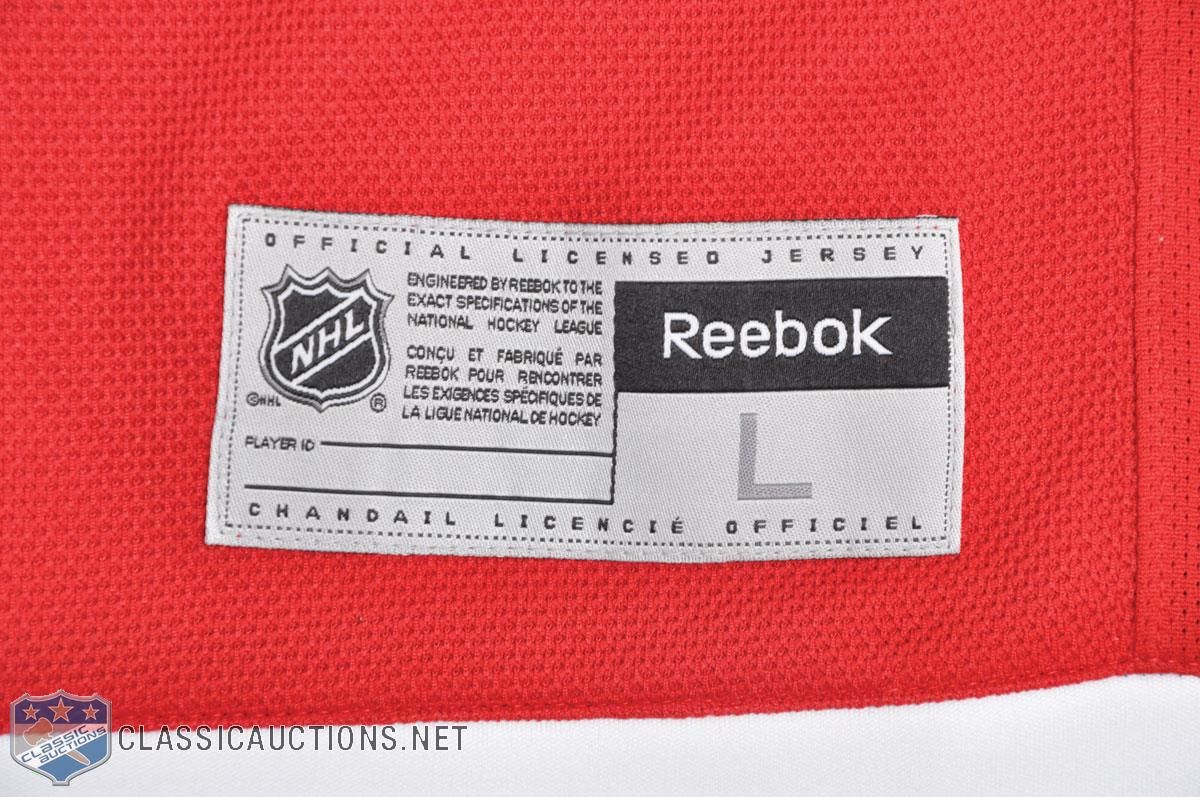 OFFICIAL LICENSED JERSEY
NHL
©NHL
®
ENGINEERED BY REEBOK TO THE
EXACT SPECIFICATIONS OF THE
NATIONAL HOCKEY LEAGUE
CONÇU ET FABRIQUÉ PAR
REEBOK POUR RENCONTRER
LES EXIGENCES SPÉCIFIQUES DE
LA LIGUE NATIONAL DE HOCKEY
PLAYER ID
Reebok
L
CHANDAIL LICENCIÉ OFFICIEL
CLASSIC
AUCTIONS
CLASSICAUCTIONS.NET